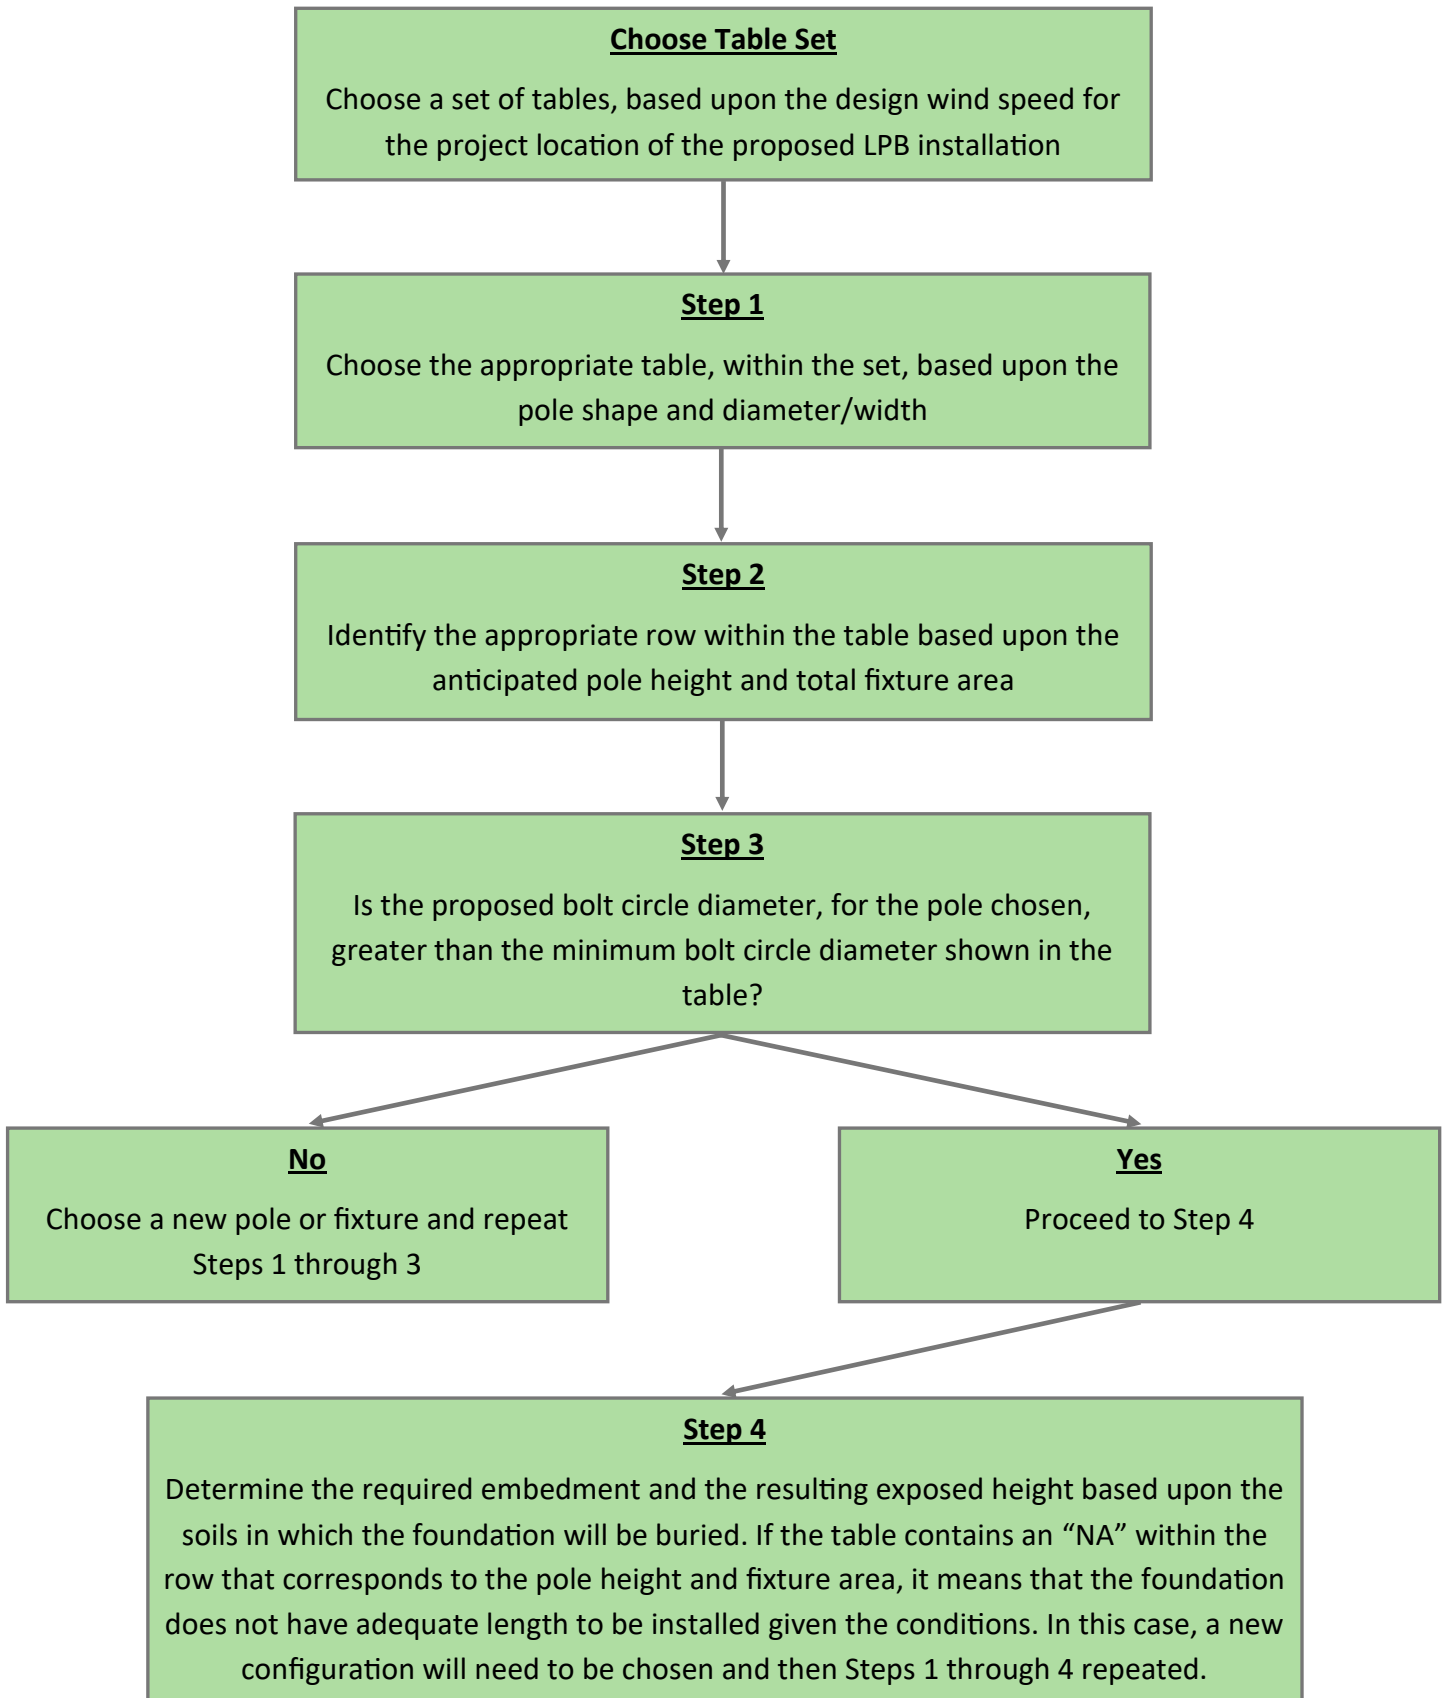 Choose Table Set
Choose a set of tables, based upon the design wind speed for
the project location of the proposed LPB installation
Step 1
Choose the appropriate table, within the set, based upon the
pole shape and diameter/width
Step 2
Identify the appropriate row within the table based upon the
anticipated pole height and total fixture area
Step 3
Is the proposed bolt circle diameter, for the pole chosen,
greater than the minimum bolt circle diameter shown in the
table?
No
Choose a new pole or fixture and repeat
Steps 1 through 3
Yes
Proceed to Step 4
Step 4
Determine the required embedment and the resulting exposed height based upon the
soils in which the foundation will be buried. If the table contains an “NA” within the
row that corresponds to the pole height and fixture area, it means that the foundation
does not have adequate length to be installed given the conditions. In this case, a new
configuration will need to be chosen and then Steps 1 through 4 repeated.